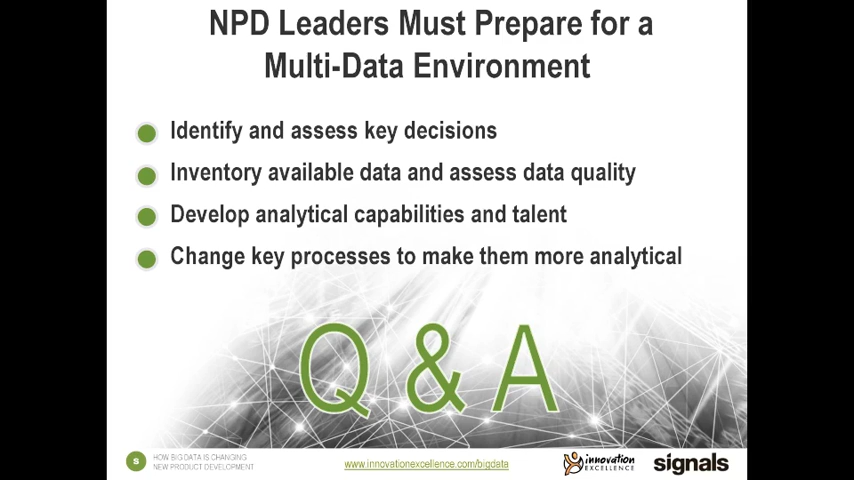 NPD Leaders Must Prepare for a
Multi-Data Environment
Identify and assess key decisions
Inventory available data and assess data quality
Develop analytical capabilities and talent
Change key processes to make them more analytical
Q & A
S
HOW BIG DATA IS CHANGING
NEW PRODUCT DEVELOPMENT
www.innovationexcellence.com/bigdata
innovation
EXCELLENCE
signals